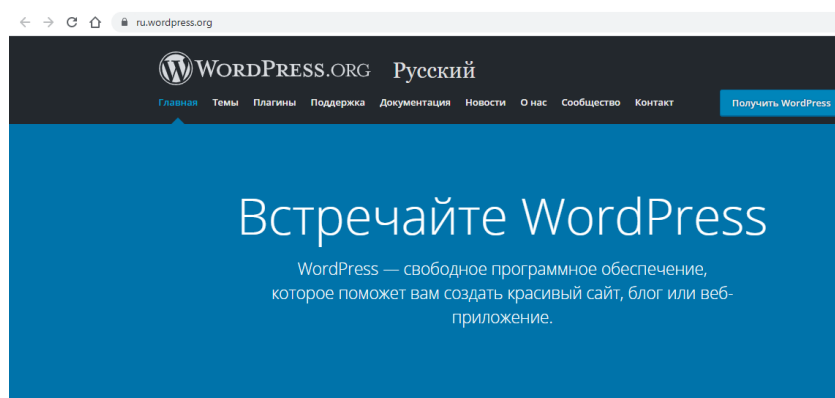 ru.wordpress.org
WORDPRESS.ORG Русский
Главная Темы Плагины Поддержка Документация Новости О нас Сообщество Контакт Получить WordPress
Встречайте WordPress
WordPress — свободное программное обеспечение,
которое поможет вам создать красивый сайт, блог или веб-
приложение.